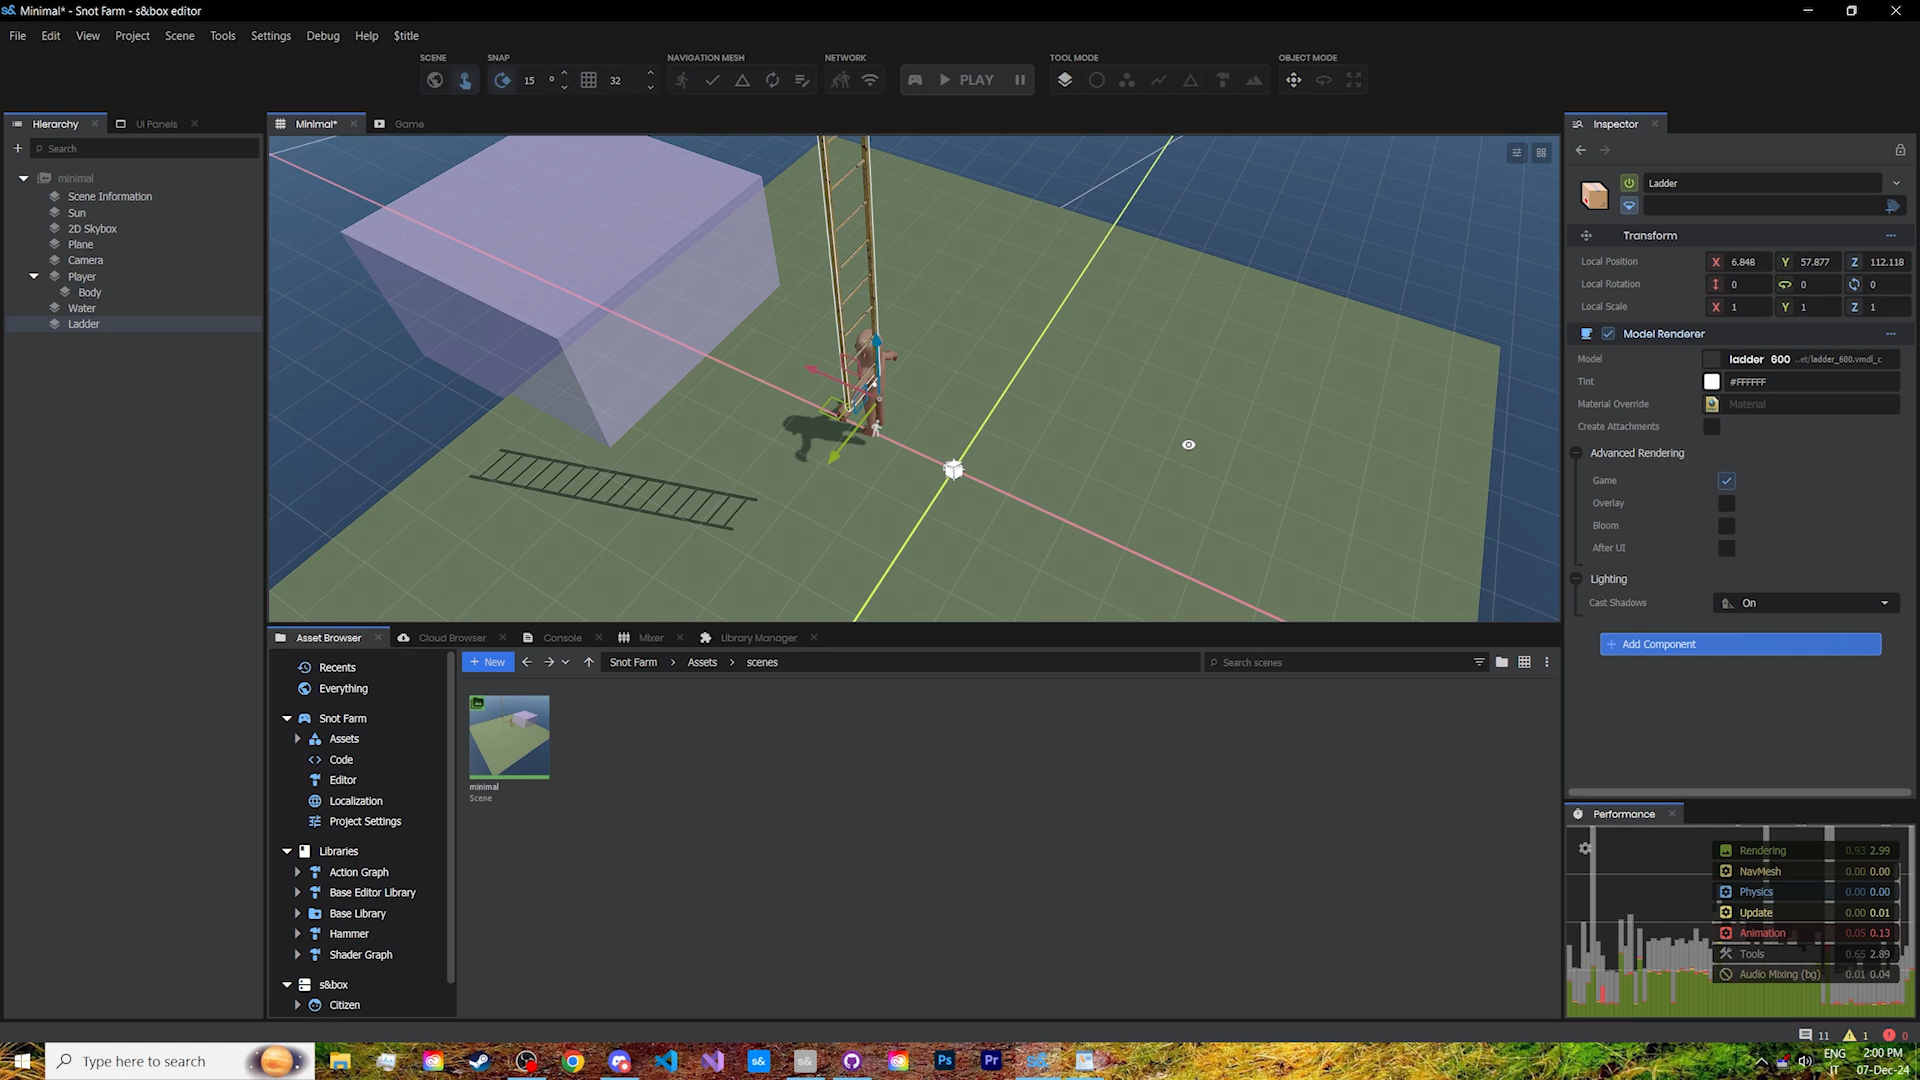 Minimal* - Snot Farm - s&box editor
File Edit View Project Scene Tools Settings Debug Help $title
SCENE SNAP NAVIGATION MESH NETWORK TOOL MODE OBJECT MODE
15 ° 32 PLAY
Hierarchy UI Panels Minimal* Game Inspector
Search
minimal
Scene Information
Sun
2D Skybox
Plane
Camera
Player
Body
Water
Ladder
Ladder
Transform
Local Position X 6.848 Y 57.877 Z 112.118
Local Rotation 0 0 0
Local Scale X 1 Y 1 Z 1
Model Renderer
Model ladder 600 ...et/ladder_600.vmdl_c
Tint #FFFFFF
Material Override Material
Create Attachments
Advanced Rendering
Game
Overlay
Bloom
After UI
Lighting
Cast Shadows On
+ Add Component
Asset Browser Cloud Browser Console Mixer Library Manager
+ New Snot Farm > Assets > scenes Search scenes
Recents
Everything
Snot Farm
Assets
Code
Editor
Localization
Project Settings
Libraries
Action Graph
Base Editor Library
Base Library
Hammer
Shader Graph
s&box
Citizen
minimal
Scene
Performance
Rendering 0.93 2.99
NavMesh 0.00 0.00
Physics 0.00 0.00
Update 0.00 0.01
Animation 0.05 0.13
Tools 0.65 2.89
Audio Mixing (bg) 0.01 0.04
11 1 0
Type here to search
s&
s&
Ps
Pr
s&
ENG
IT
2:00 PM
07-Dec-24